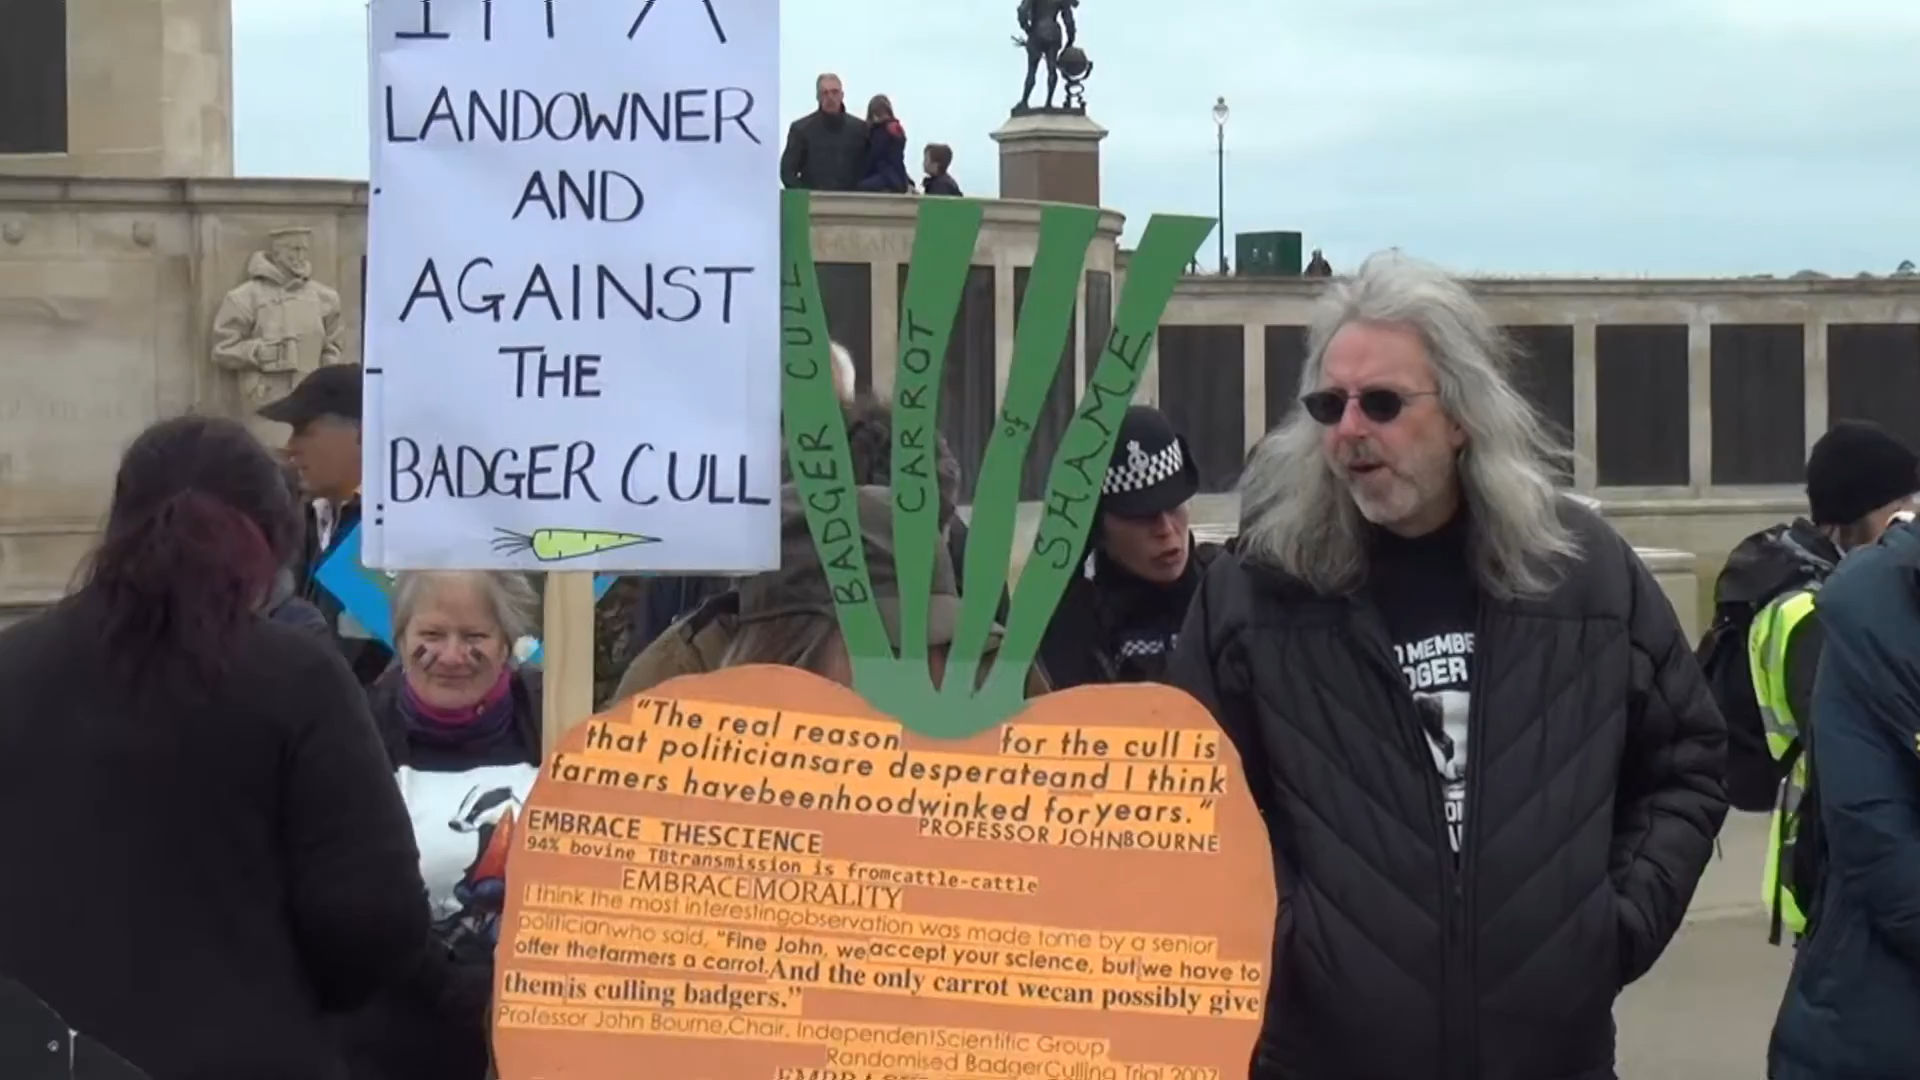 I'M A
LANDOWNER
AND
AGAINST
THE
BADGER CULL
BADGER CULL
CARROT
of
SHAME
"The real reason for the cull is
that politiciansare desperateand I think
farmers havebeenhoodwinked foryears."
PROFESSOR JOHNBOURNE
EMBRACE THESCIENCE
94% bovine TBtransmission is fromcattle-cattle
EMBRACEMORALITY
I think the most interestingobservation was made tome by a senior
politicianwho said, "Fine John, weaccept your science, but we have to
offer thefarmers a carrot.And the only carrot wecan possibly give
themis culling badgers."
Professor John Bourne,Chair, IndependentScientific Group
Randomised BadgerCulling Trial 2007